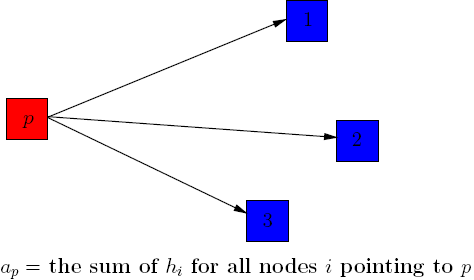 1
p
2
3
a_p = the sum of h_i for all nodes i pointing to p